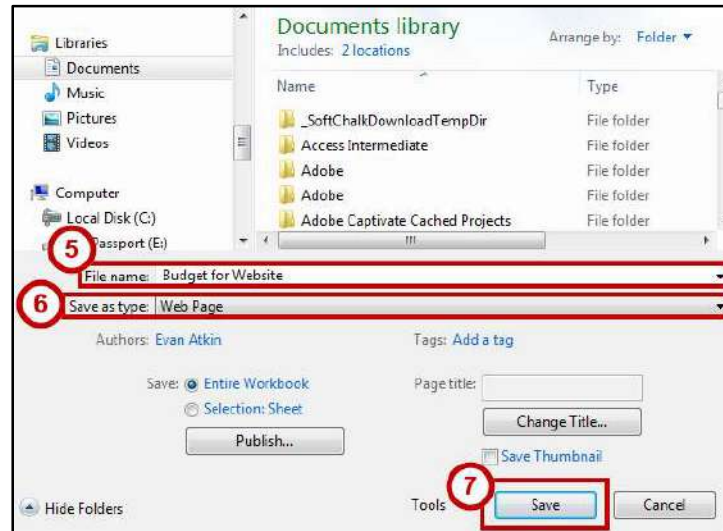 Libraries
Documents
Music
Pictures
Videos
Computer
Local Disk (C:)
Passport (E:)
Documents library
Includes: 2 locations
Arrange by: Folder
Name Type
_SoftChalkDownloadTempDir File folder
Access Intermediate File folder
Adobe File folder
Adobe File folder
Adobe Captivate Cached Projects File folder
5
File name: Budget for Website
6
Save as type: Web Page
Authors: Evan Atkin Tags: Add a tag
Save: Entire Workbook Page title:
Selection: Sheet
Publish... Change Title...
Save Thumbnail
7
Hide Folders Tools Save Cancel